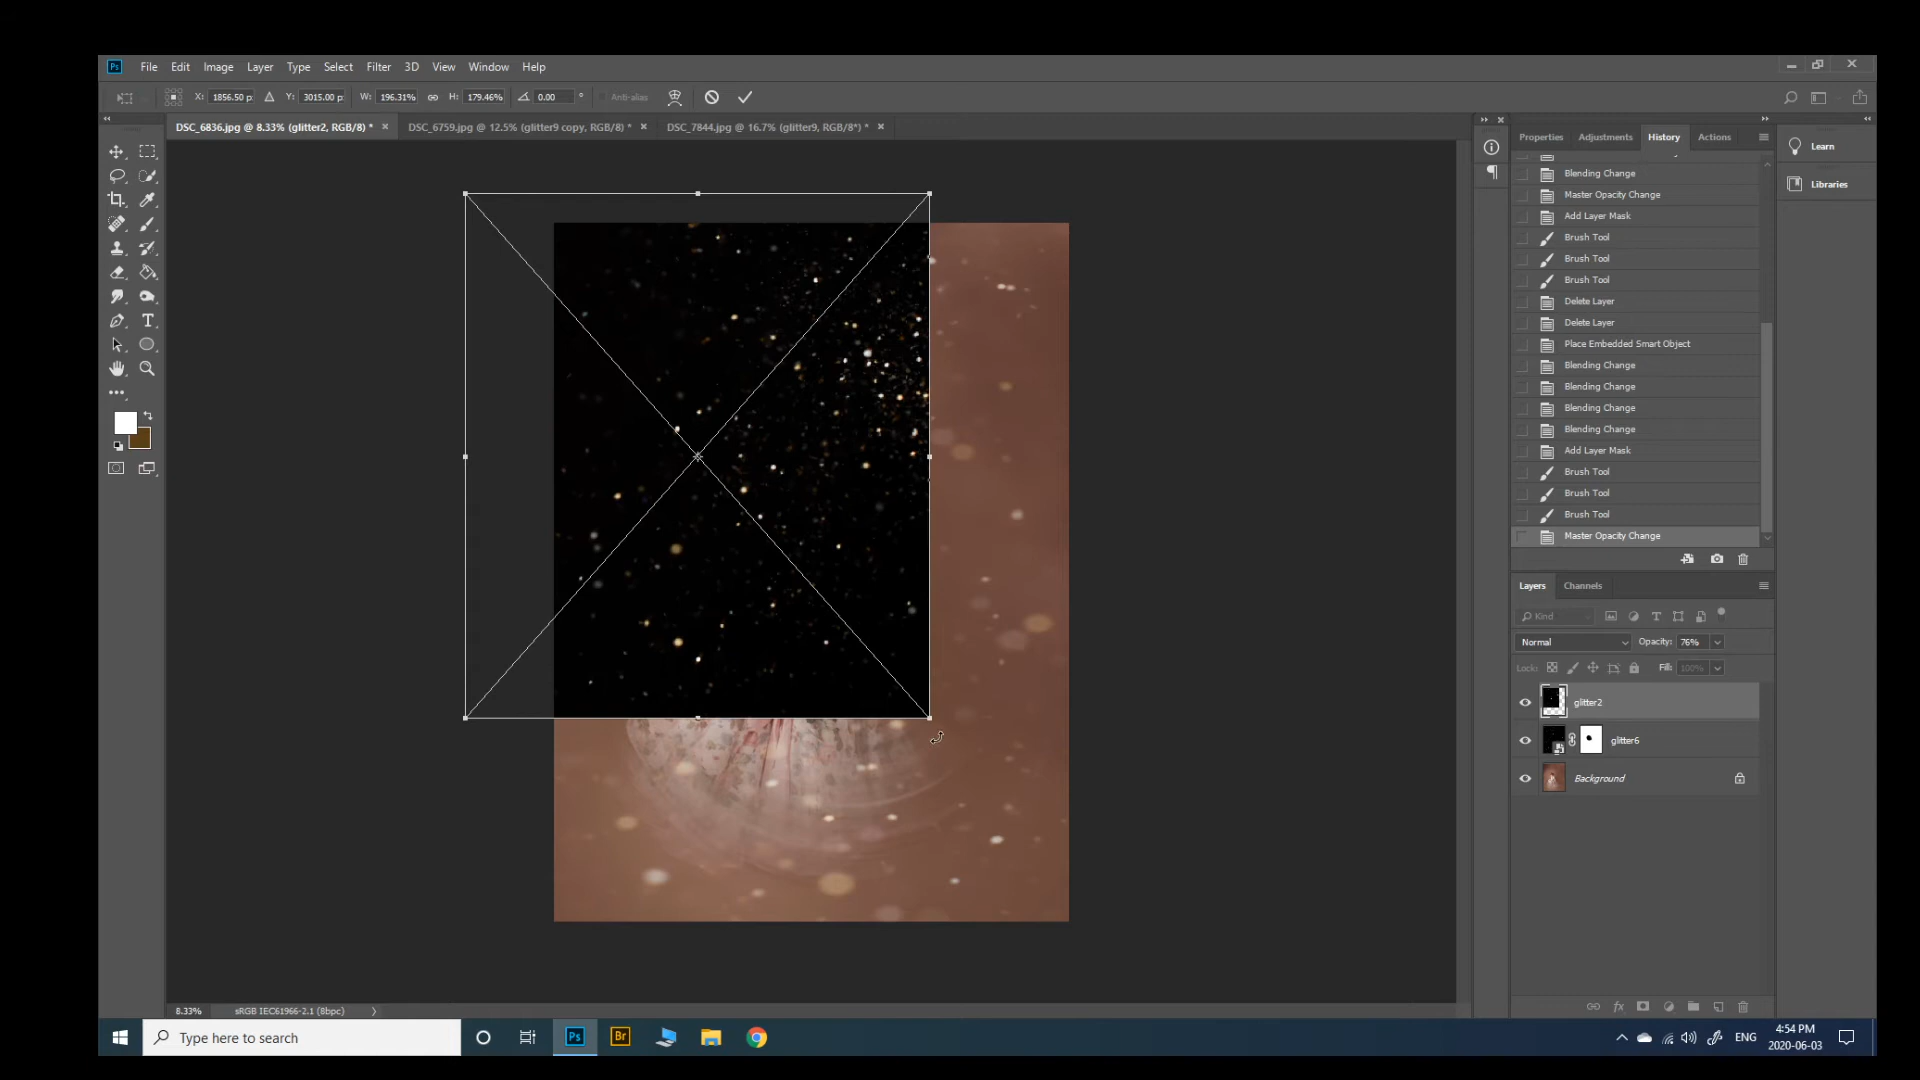 Ps File Edit Image Layer Type Select Filter 3D View Window Help
X: 1856.50 p: Y: 3015.00 p: W: 196.31% H: 179.46% 0.00 ° Anti-alias
DSC_6836.jpg @ 8.33% (glitter2, RGB/8) * × DSC_6759.jpg @ 12.5% (glitter9 copy, RGB/8) * × DSC_7844.jpg @ 16.7% (glitter9, RGB/8*) * ×
Properties Adjustments History Actions
Learn
Libraries
Blending Change
Master Opacity Change
Add Layer Mask
Brush Tool
Brush Tool
Brush Tool
Delete Layer
Delete Layer
Place Embedded Smart Object
Blending Change
Blending Change
Blending Change
Blending Change
Add Layer Mask
Brush Tool
Brush Tool
Brush Tool
Master Opacity Change
Layers Channels
Kind
Normal Opacity: 76%
Lock: Fill: 100%
glitter2
glitter6
Background
fx
8.33% sRGB IEC61966-2.1 (8bpc)
Type here to search
Ps Br
ENG
4:54 PM
2020-06-03